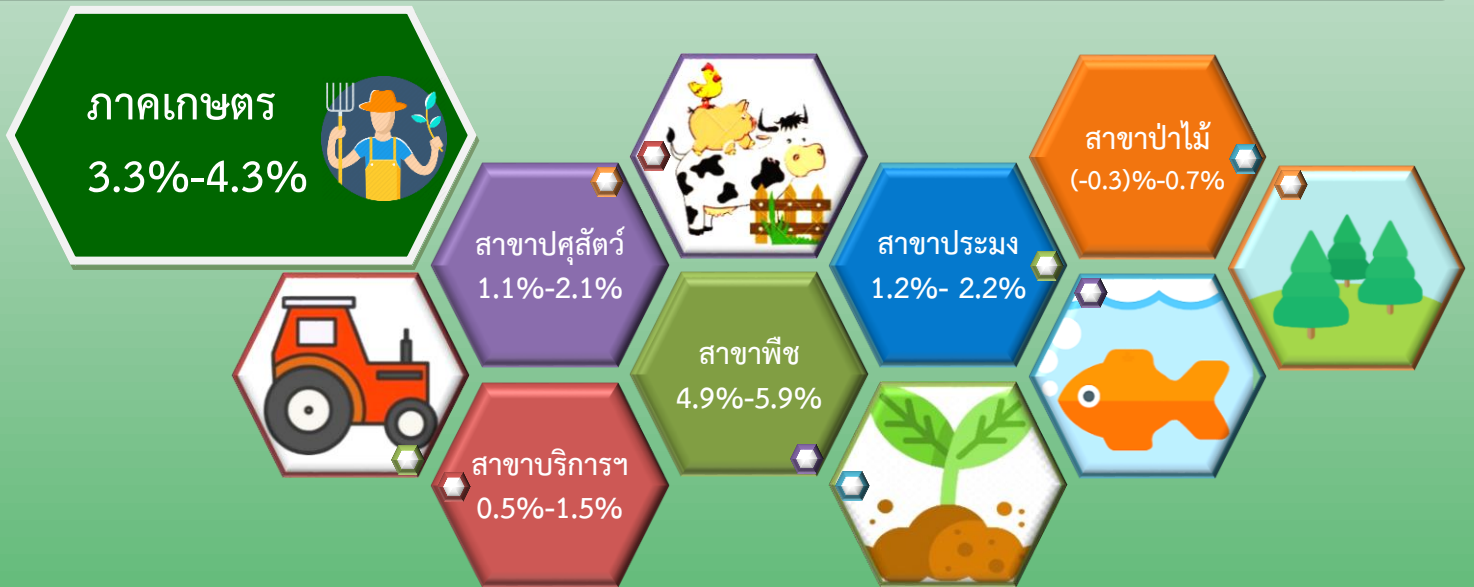 ภาคเกษตร
3.3%-4.3%
สาขาปศุสัตว์
1.1%-2.1%
สาขาบริการฯ
0.5%-1.5%
สาขาพืช
4.9%-5.9%
สาขาประมง
1.2%- 2.2%
สาขาป่าไม้
(-0.3)%-0.7%